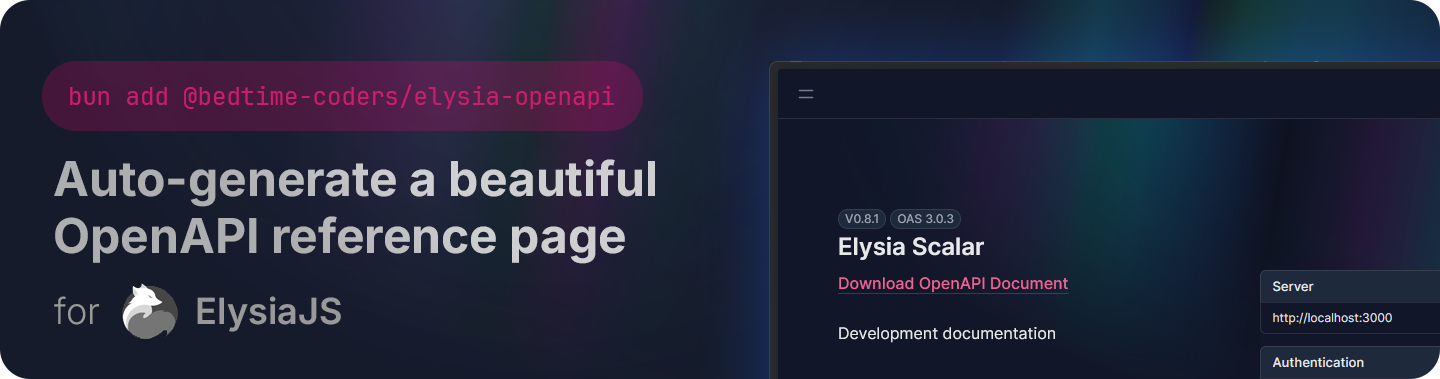 bun add @bedtime-coders/elysia-openapi
Auto-generate a beautiful
OpenAPI reference page
for ElysiaJS
V0.8.1 OAS 3.0.3
Elysia Scalar
Download OpenAPI Document
Development documentation
Server
http://localhost:3000
Authentication